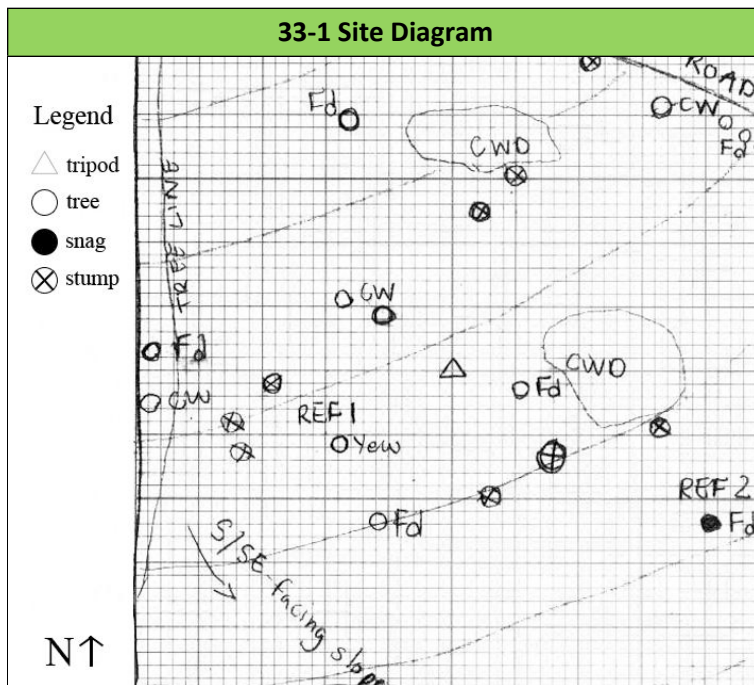 33-1 Site Diagram
Legend
tripod
tree
snag
stump
N↑
ROAD
Fd
CW
Fd
CWD
TREE LINE
CW
Fd
CWD
Fd
CW
REF 1
Yew
REF 2
Fd
Fd
S/SE-facing slope